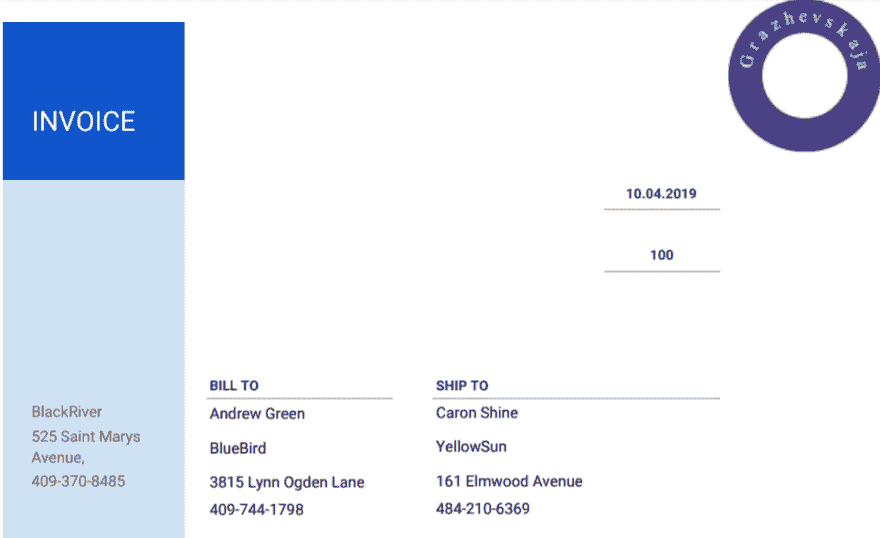 Grazhevskaja
INVOICE
10.04.2019
100
BlackRiver
525 Saint Marys
Avenue,
409-370-8485
BILL TO
Andrew Green
BlueBird
3815 Lynn Ogden Lane
409-744-1798
SHIP TO
Caron Shine
YellowSun
161 Elmwood Avenue
484-210-6369